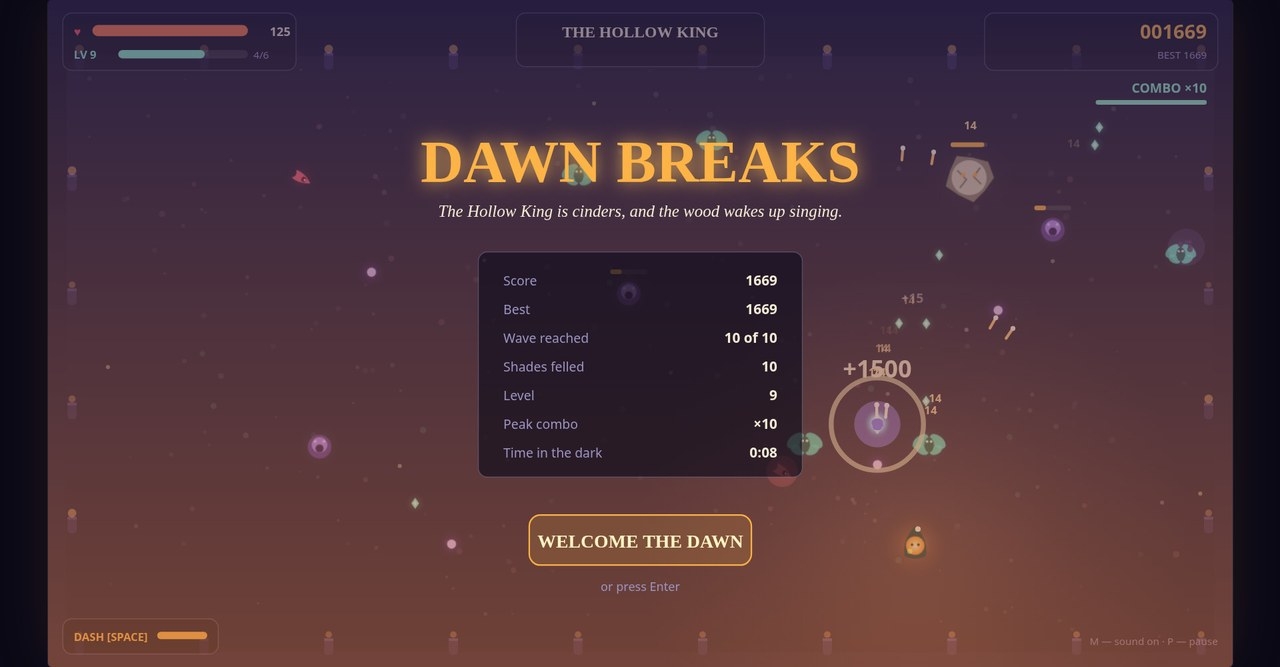 ♥ 125
LV 9 4/6
THE HOLLOW KING
001669
BEST 1669
COMBO ×10
14
14
DAWN BREAKS
The Hollow King is cinders, and the wood wakes up singing.
Score 1669
Best 1669
Wave reached 10 of 10
Shades felled 10
Level 9
Peak combo ×10
Time in the dark 0:08
+1500
14
14
WELCOME THE DAWN
or press Enter
DASH [SPACE]
M — sound on · P — pause